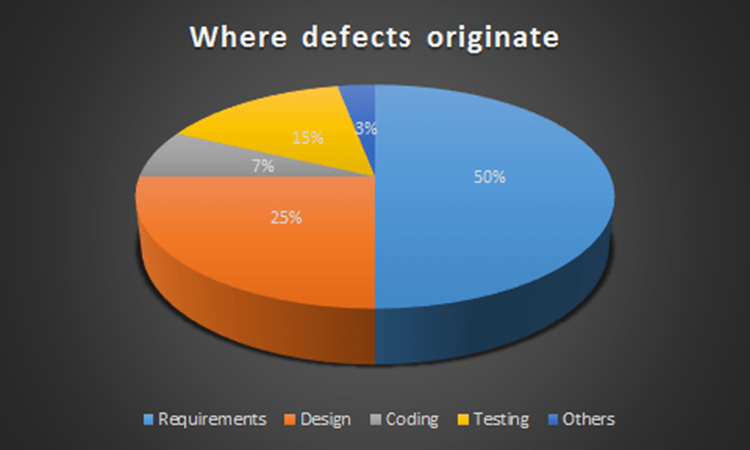 Where defects originate
3%
15%
7%
50%
25%
Requirements Design Coding Testing Others